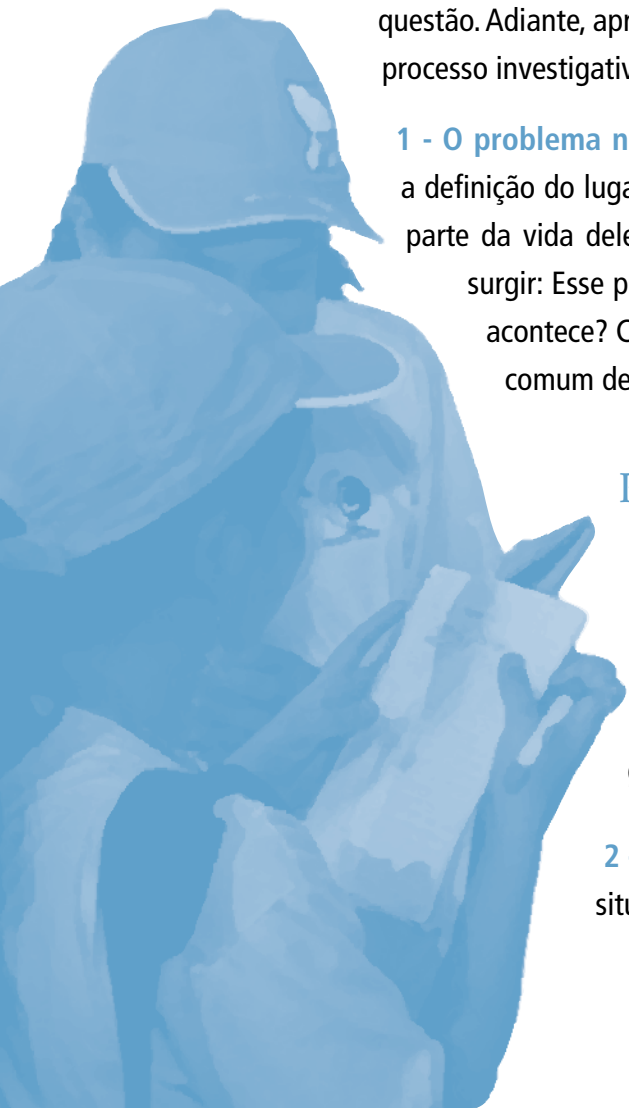 questão. Adiante, apr
processo investigativ
1 - O problema n
a definição do luga
parte da vida dele
surgir: Esse p
acontece? C
comum de
2
situ